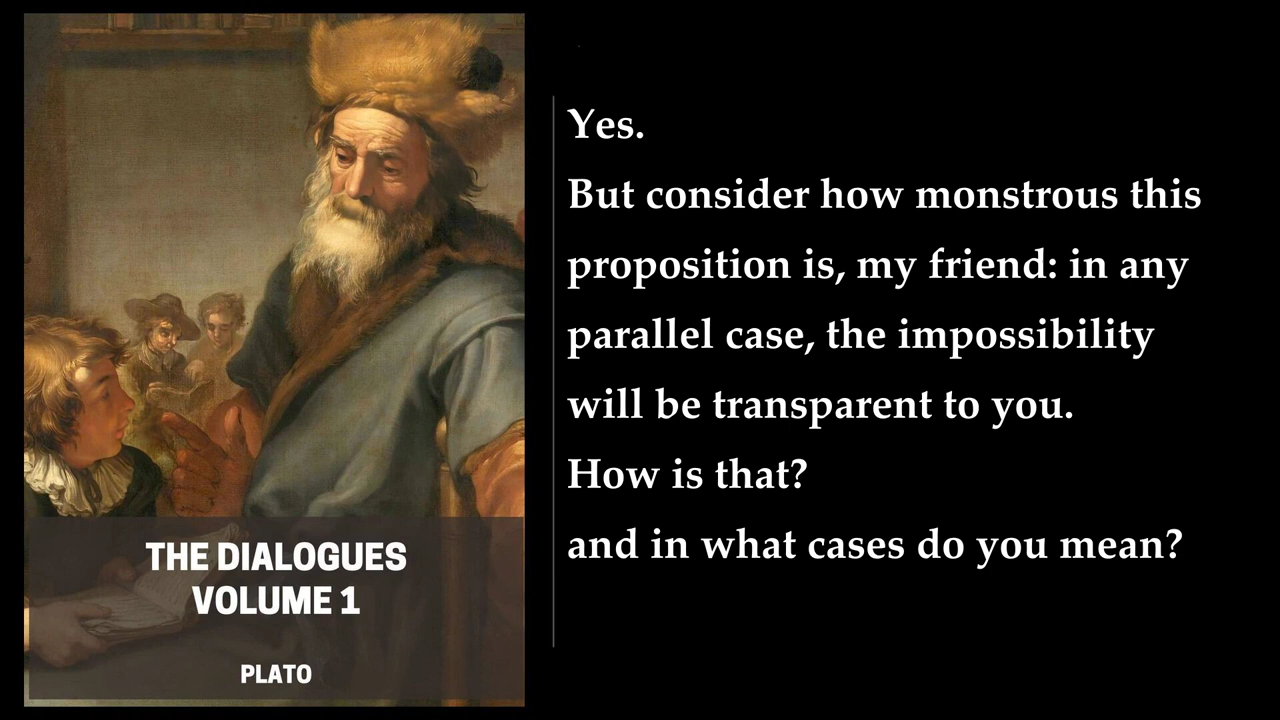 THE DIALOGUES
VOLUME 1
PLATO
Yes.
But consider how monstrous this
proposition is, my friend: in any
parallel case, the impossibility
will be transparent to you.
How is that?
and in what cases do you mean?